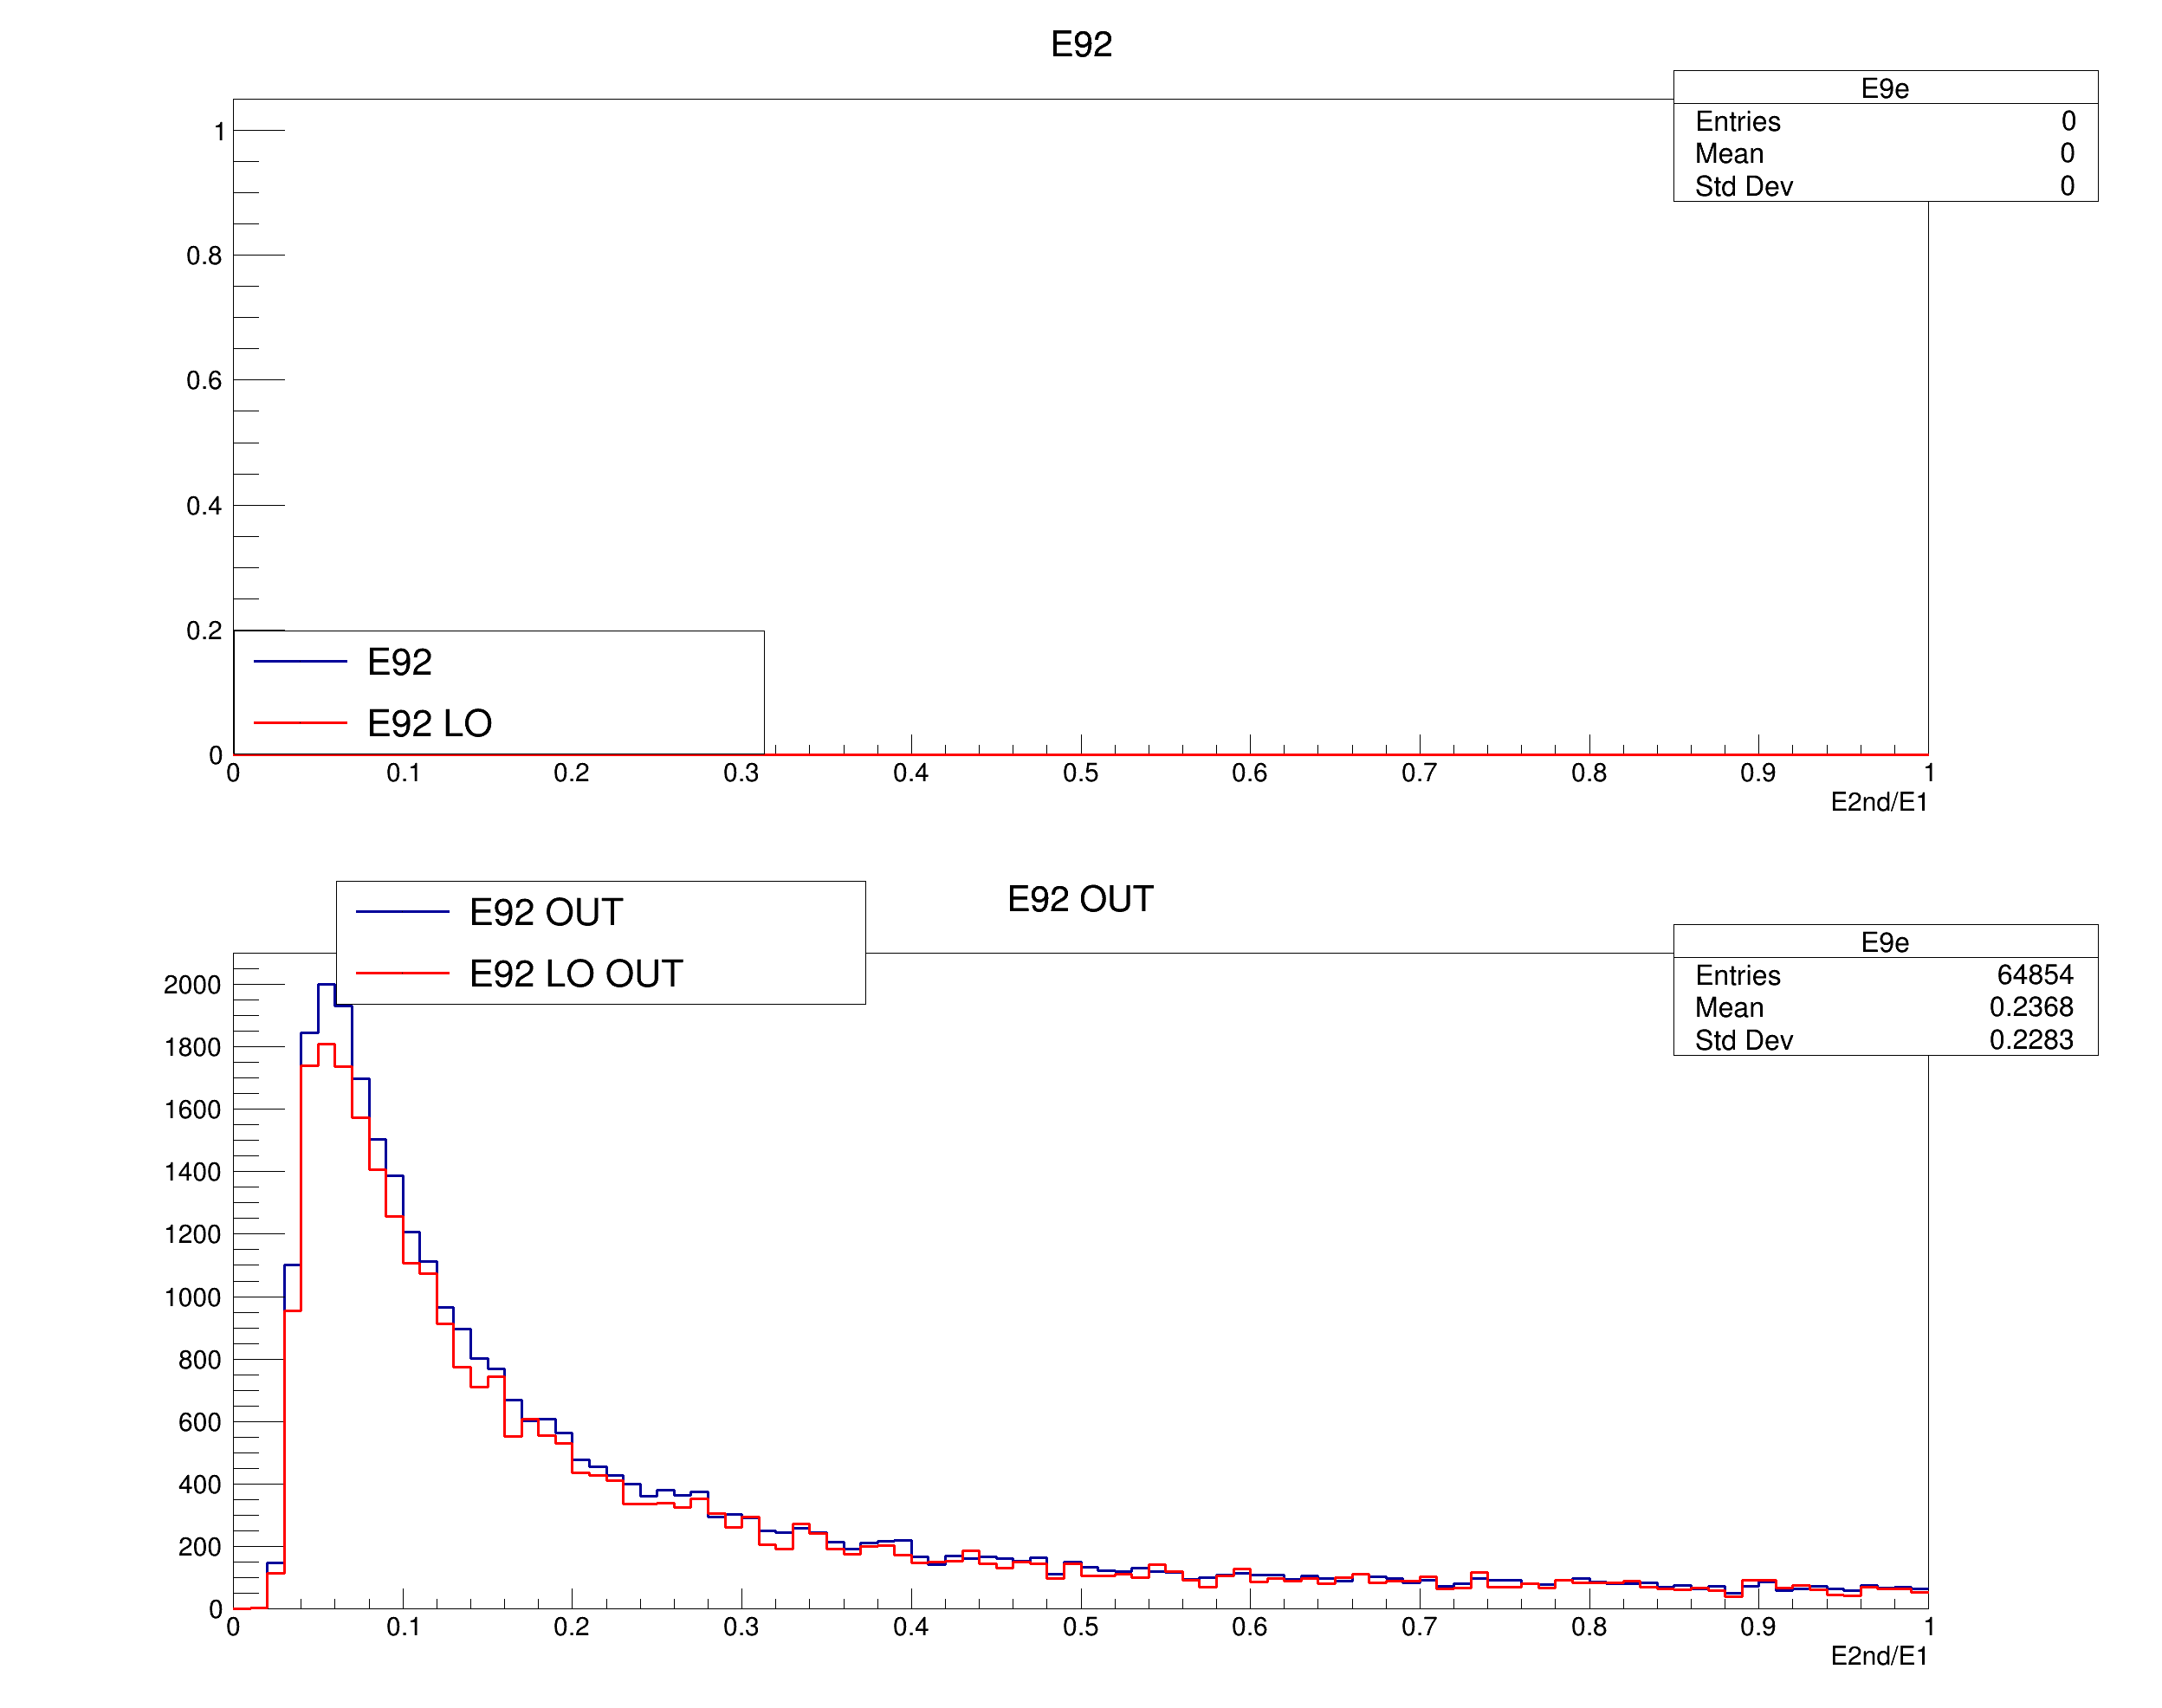 E92
E9e
Entries 0
Mean 0
Std Dev 0
1
0.8
0.6
0.4
0.2
0
E92
E92 LO
0 0.1 0.2 0.3 0.4 0.5 0.6 0.7 0.8 0.9 1
E2nd/E1
E92 OUT
E92 OUT
E92 LO OUT
E9e
Entries 64854
Mean 0.2368
Std Dev 0.2283
2000
1800
1600
1400
1200
1000
800
600
400
200
0
0 0.1 0.2 0.3 0.4 0.5 0.6 0.7 0.8 0.9 1
E2nd/E1